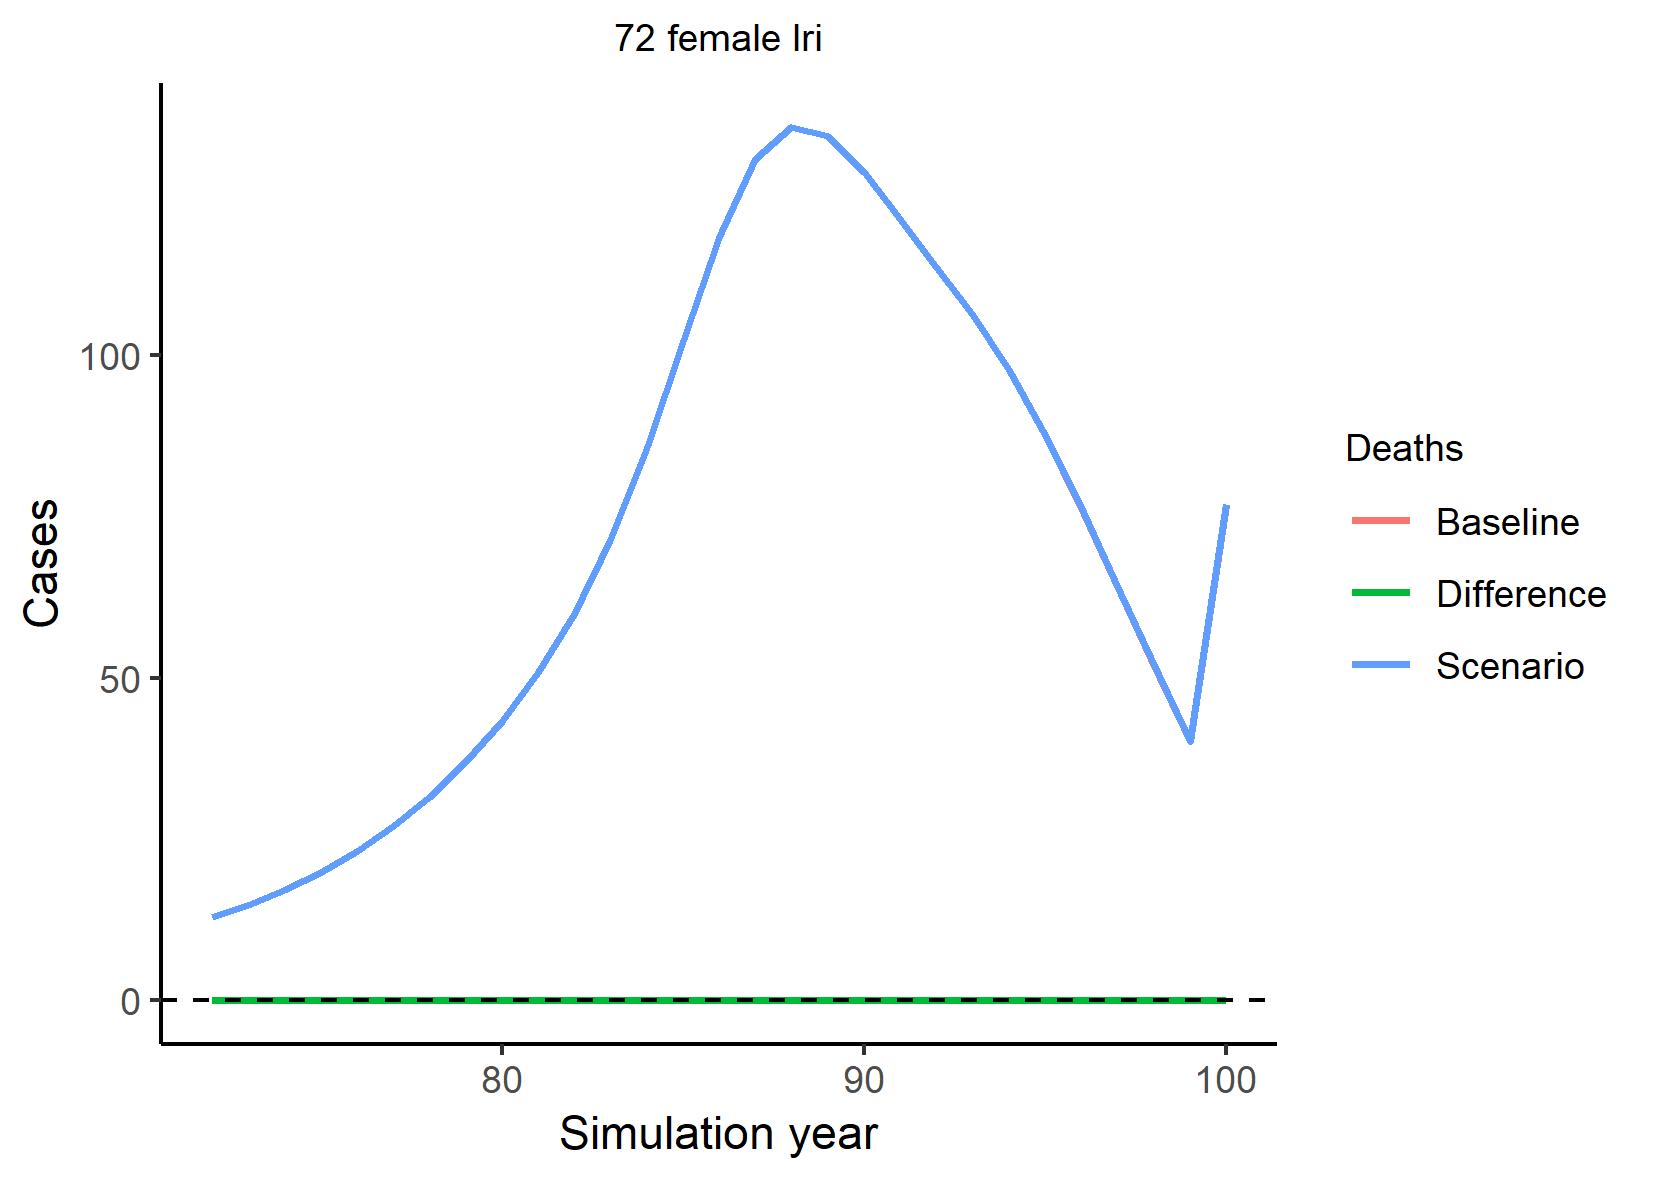 72 female lri
Cases
100
50
0
80
90
100
Simulation year
Deaths
Baseline
Difference
Scenario